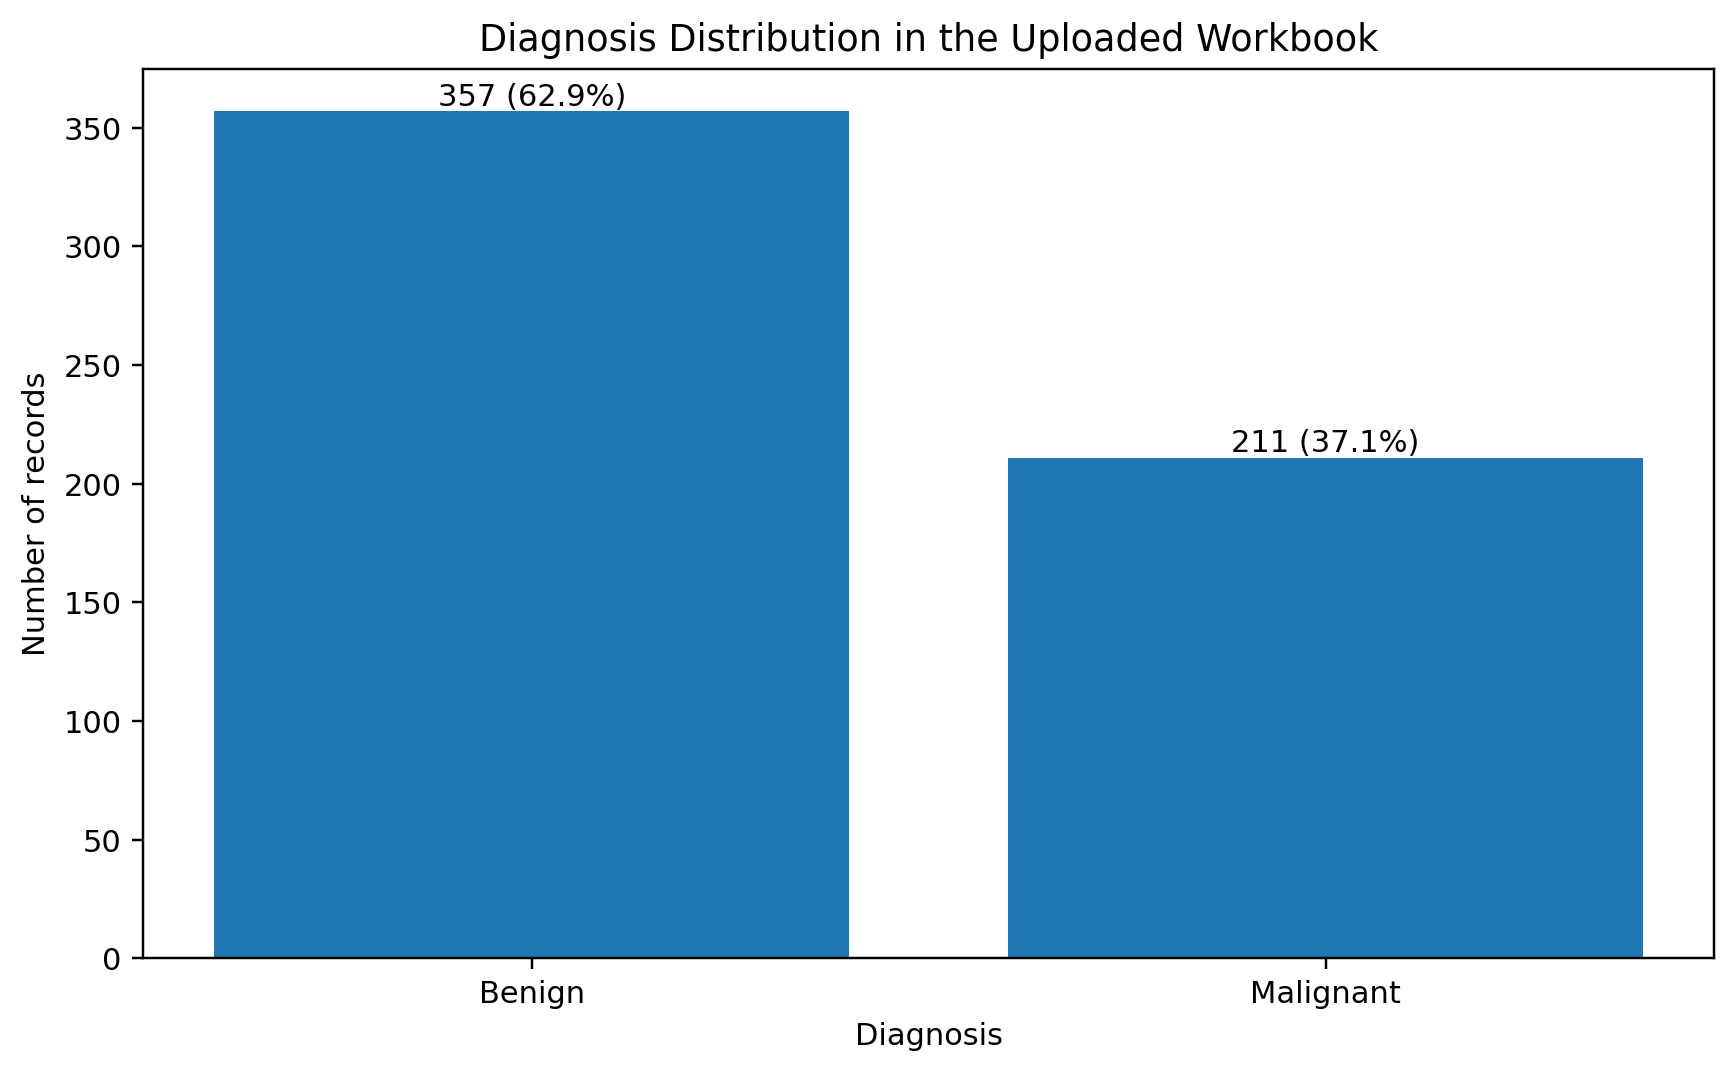 Diagnosis Distribution in the Uploaded Workbook
357 (62.9%)
211 (37.1%)
350
300
250
200
150
100
50
0
Number of records
Benign
Malignant
Diagnosis